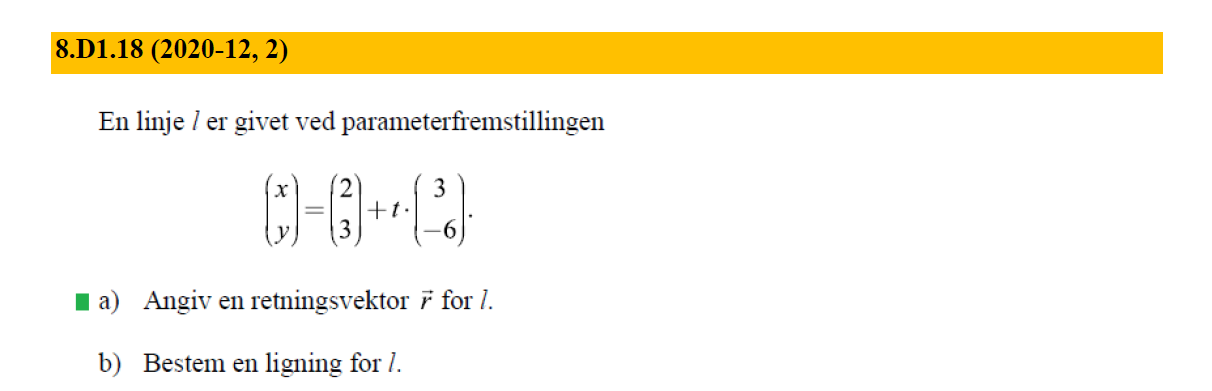 8.D1.18 (2020-12, 2)
En linje l er givet ved parameterfremstillingen
(x y) = (2 3) + t · (3 −6).
a) Angiv en retningsvektor r⃗ for l.
b) Bestem en ligning for l.